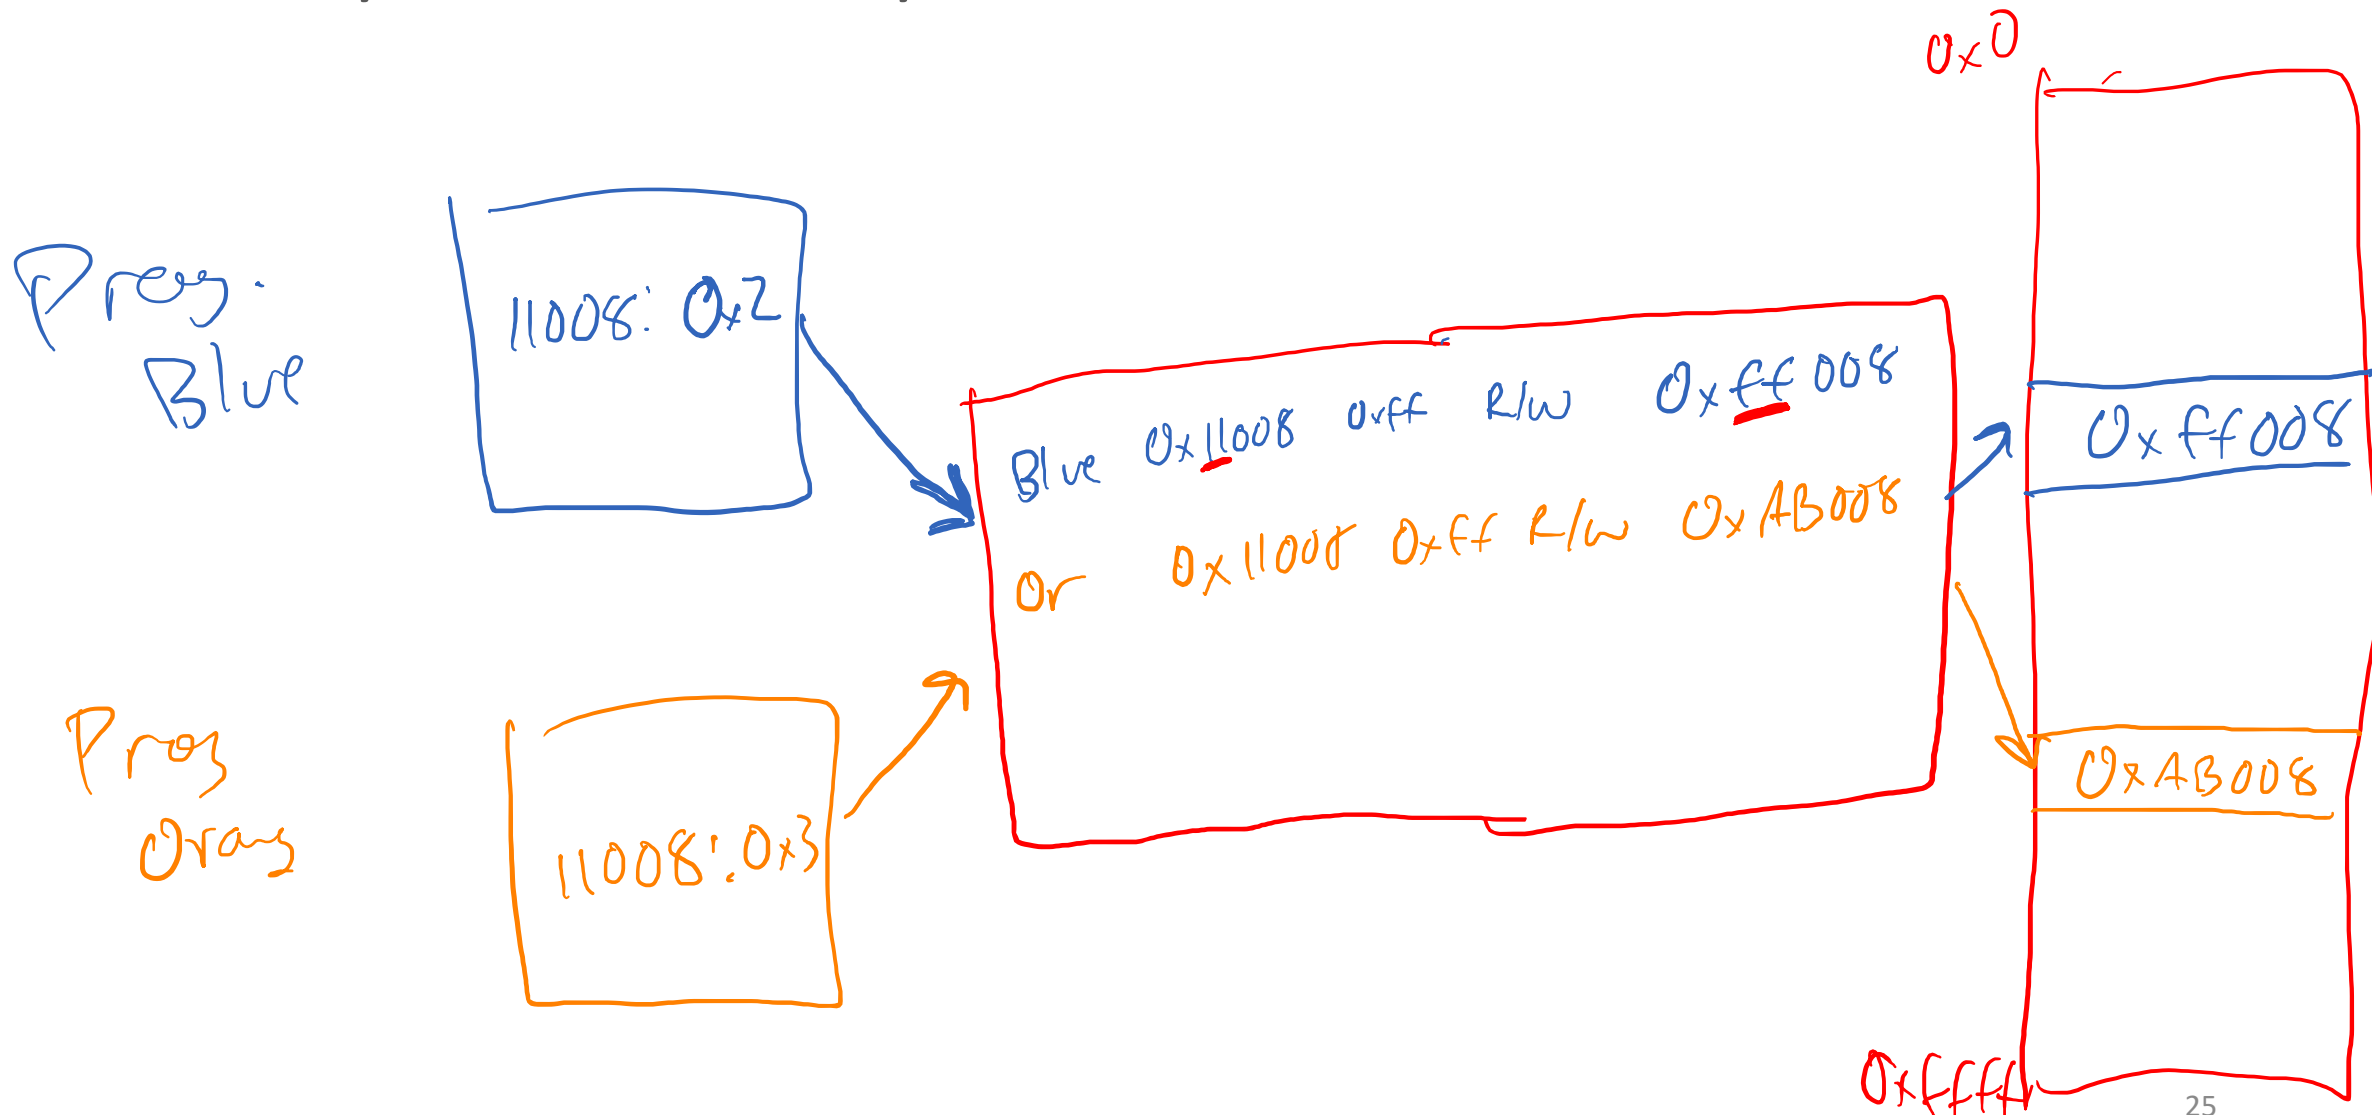 0x0
Prog.
Blue
11008: 0x2
Blue 0x11008 0xff R/W 0xff008
Or 0x11008 0xff R/W 0xAB008
0xff008
Prog
Orang
11008: 0x3
0xAB008
0xfffff
25